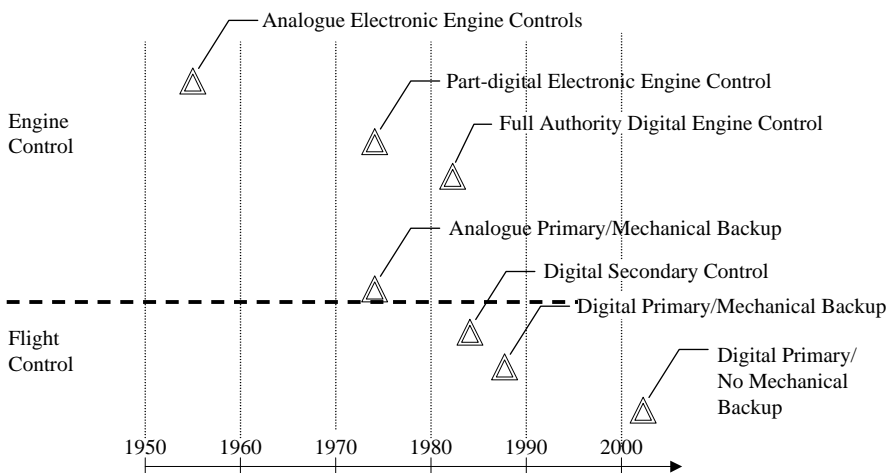 Analogue Electronic Engine Controls
Part-digital Electronic Engine Control
Full Authority Digital Engine Control
Engine
Control
Analogue Primary/Mechanical Backup
Digital Secondary Control
Digital Primary/Mechanical Backup
Flight
Control
Digital Primary/
No Mechanical
Backup
1950 1960 1970 1980 1990 2000